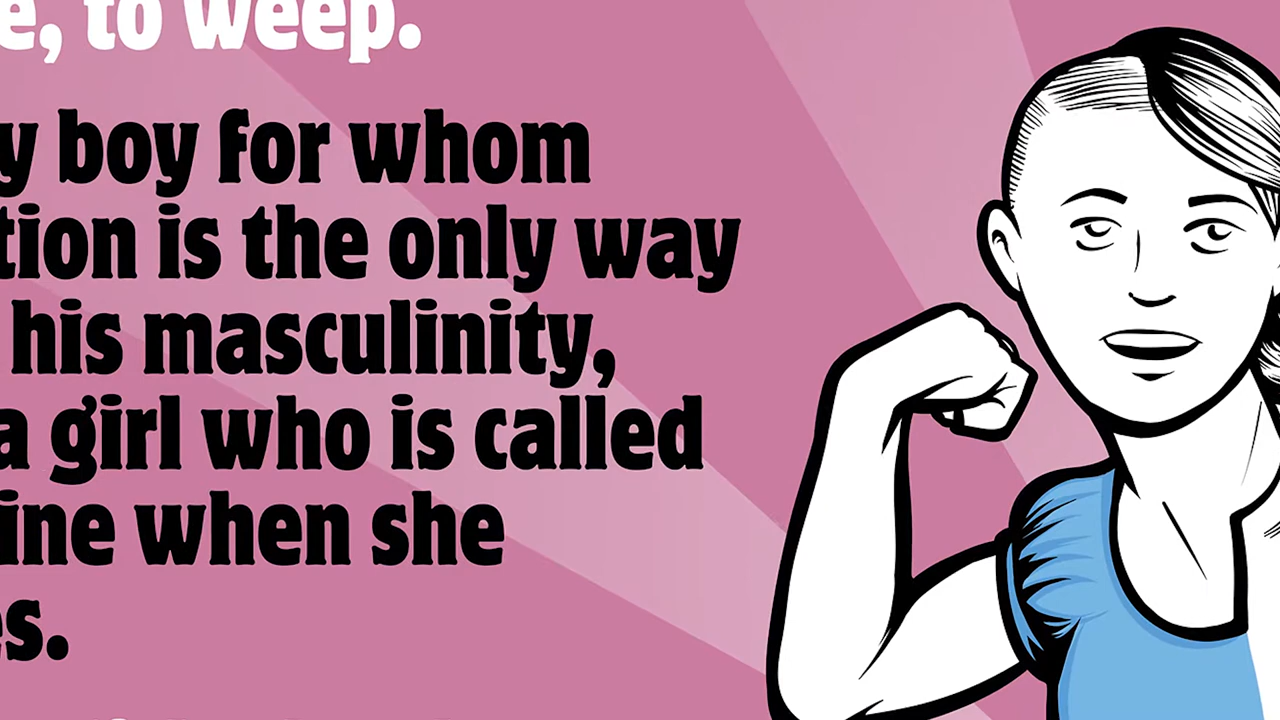 e, to weep.
y boy for whom
tion is the only way
his masculinity,
a girl who is called
ine when she
es.